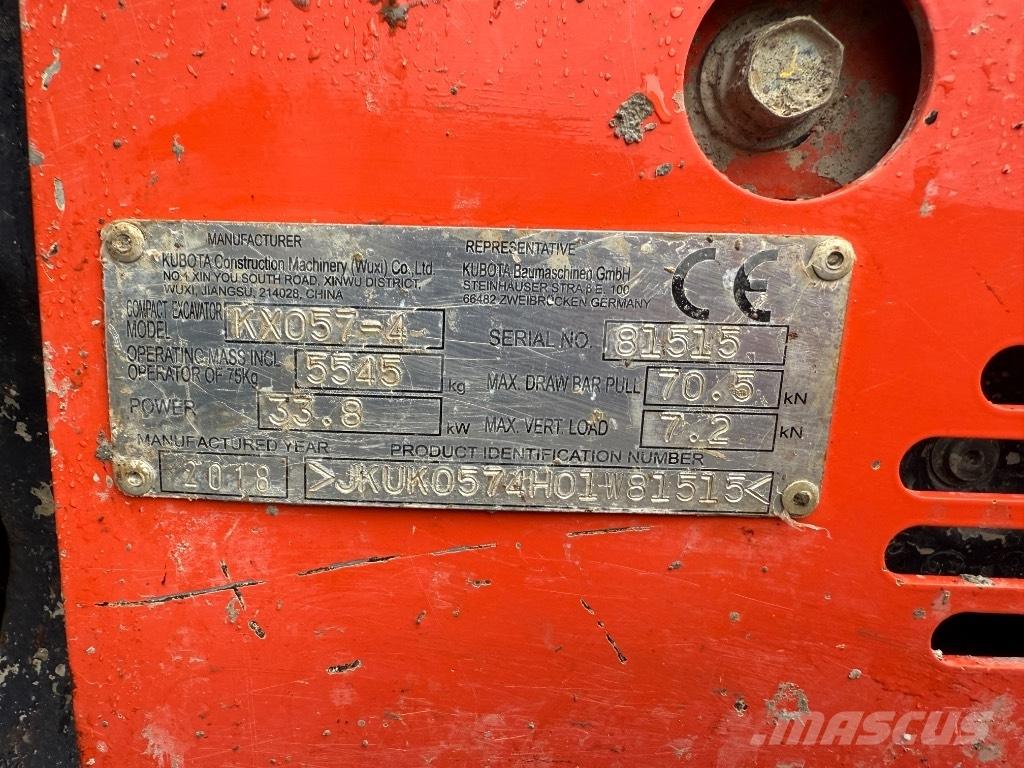 MANUFACTURER
KUBOTA Construction Machinery (Wuxi) Co., Ltd.
NO.1 XIN YOU SOUTH ROAD, XINWU DISTRICT,
WUXI, JIANGSU, 214028, CHINA
REPRESENTATIVE
KUBOTA Baumaschinen GmbH
STEINHÄUSER STRAßE, 100
66482 ZWEIBRÜCKEN GERMANY
CE
COMPACT EXCAVATOR
MODEL KX057-4
SERIAL NO. 81515
OPERATING MASS INCL
OPERATOR OF 75Kg 5545 kg
MAX. DRAW BAR PULL 70.5 kN
POWER 33.8 kW
MAX. VERT. LOAD 7.2 kN
MANUFACTURED YEAR
2018
PRODUCT IDENTIFICATION NUMBER
>JKUK0574H01W81515<
MASCUS